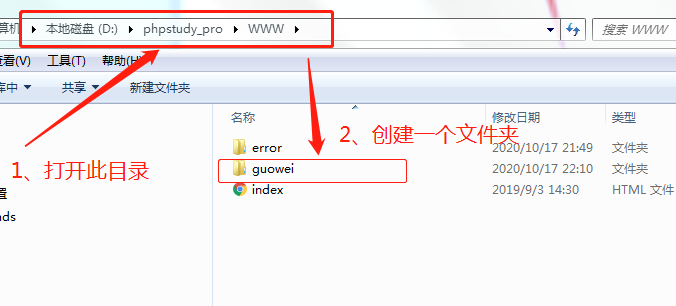 算机 ▸ 本地磁盘 (D:) ▸ phpstudy_pro ▸ WWW ▸
搜索 WWW
查看(V) 工具(T) 帮助(H)
库中 共享 新建文件夹
名称 修改日期 类型
2、创建一个文件夹
error 2020/10/17 21:49 文件夹
1、打开此目录
guowei 2020/10/17 22:10 文件夹
index 2019/9/3 14:30 HTML 文件
置
nds